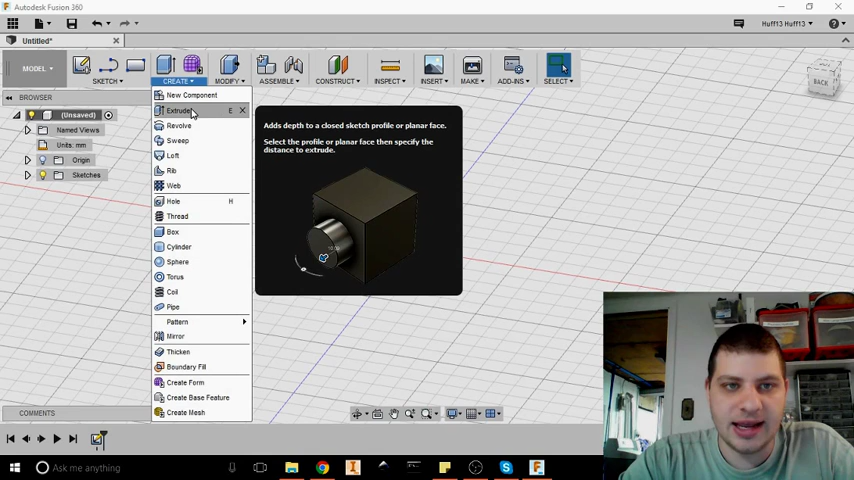 Autodesk Fusion 360
Huff13 Huff13
Untitled*
MODEL
SKETCH
CREATE
MODIFY
ASSEMBLE
CONSTRUCT
INSPECT
INSERT
MAKE
ADD-INS
SELECT
BACK
BROWSER
(Unsaved)
Named Views
Units: mm
Origin
Sketches
New Component
Extrude E
Revolve
Sweep
Loft
Rib
Web
Hole H
Thread
Box
Cylinder
Sphere
Torus
Coil
Pipe
Pattern
Mirror
Thicken
Boundary Fill
Create Form
Create Base Feature
Create Mesh
Adds depth to a closed sketch profile or planar face.
Select the profile or planar face then specify the
distance to extrude.
COMMENTS
Ask me anything